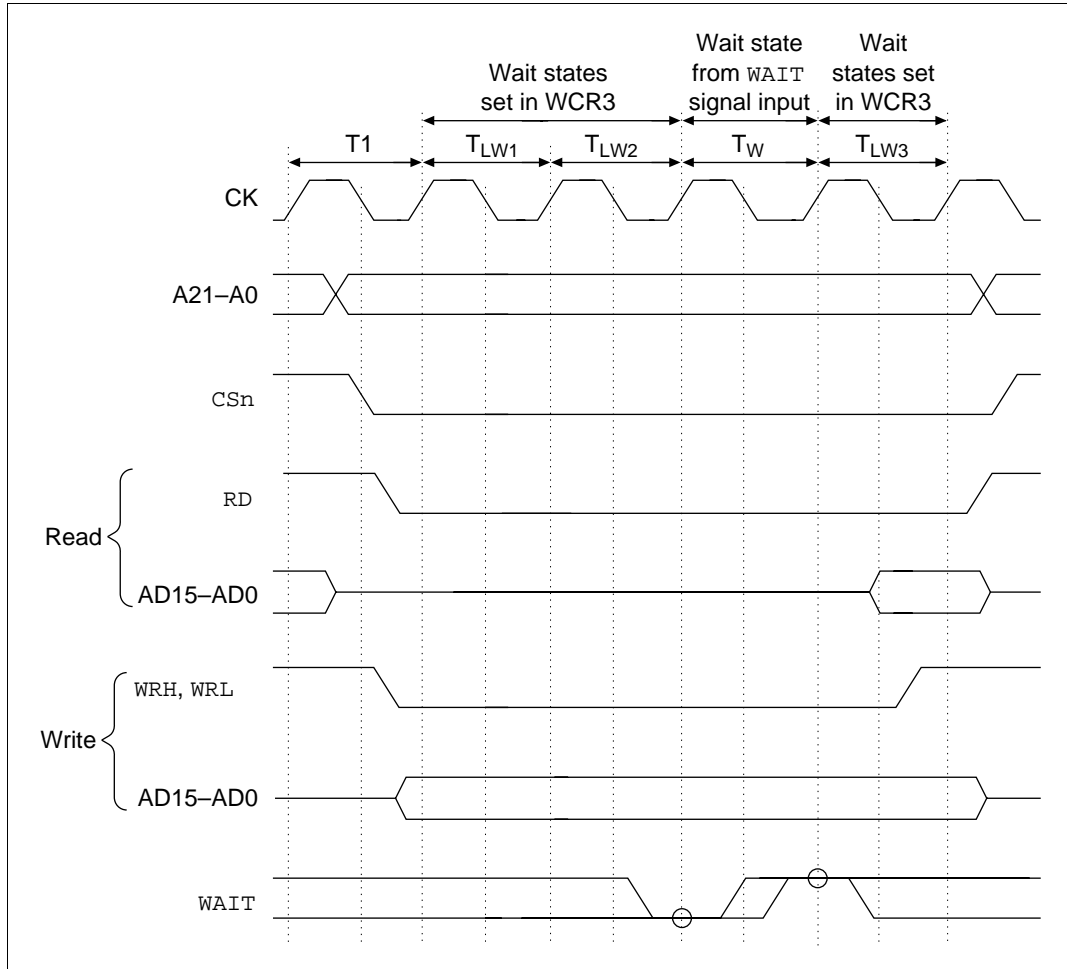 Wait states
set in WCR3
Wait state
from WAIT
signal input
Wait
states set
in WCR3
T1
TLW1
TLW2
TW
TLW3
CK
A21–A0
CSn
Read
RD
AD15–AD0
Write
WRH, WRL
AD15–AD0
WAIT